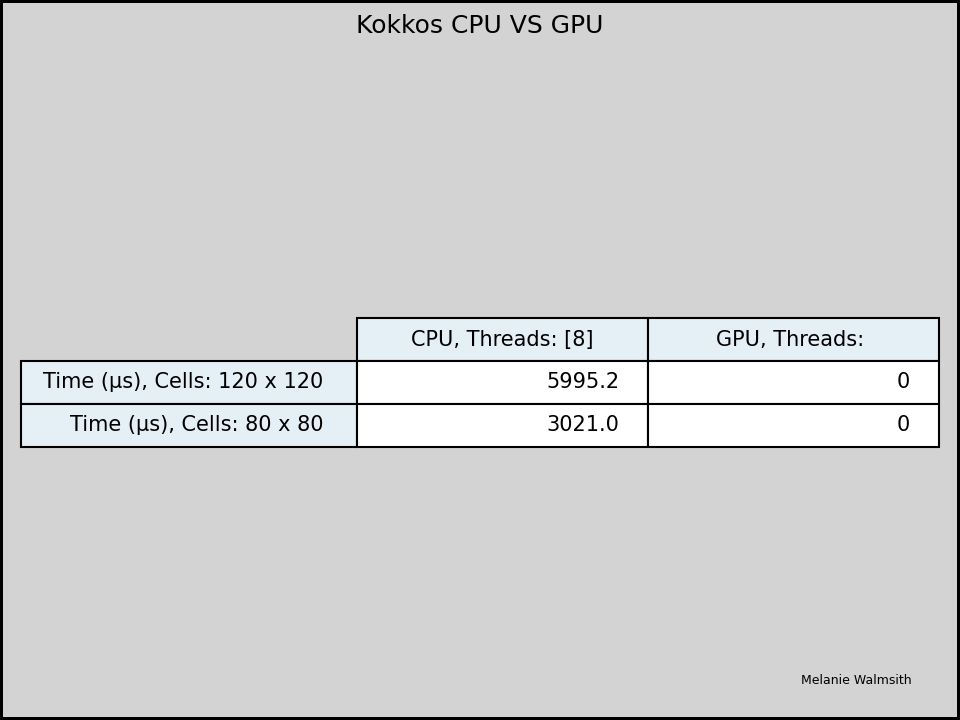 Kokkos CPU VS GPU
CPU, Threads: [8] GPU, Threads:
Time (µs), Cells: 120 x 120 5995.2 0
Time (µs), Cells: 80 x 80 3021.0 0
Melanie Walmsith